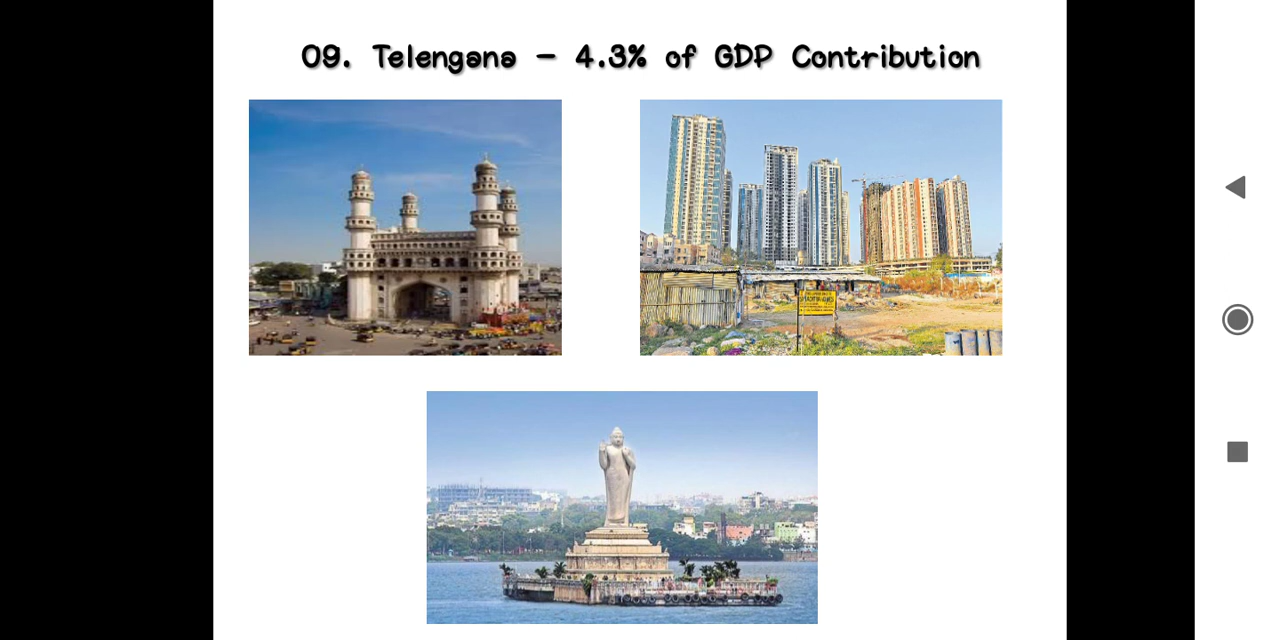 09. Telengana - 4.3% of GDP Contribution